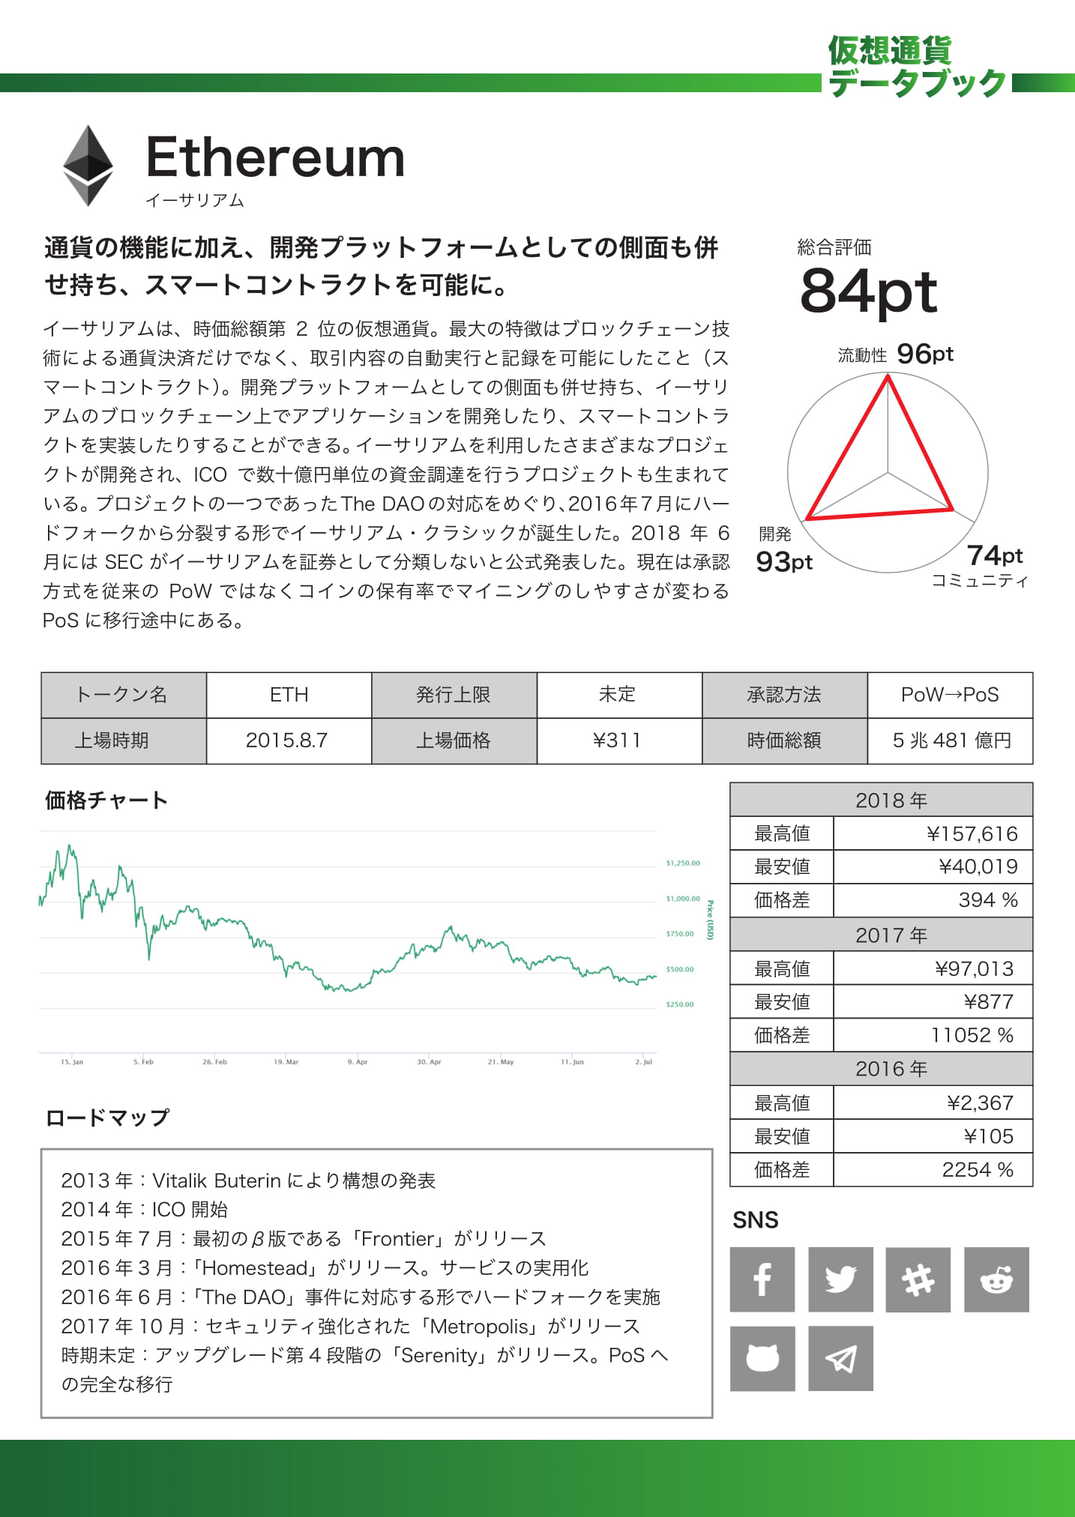 仮想通貨
データブック
Ethereum
イーサリアム
通貨の機能に加え、開発プラットフォームとしての側面も併
せ持ち、スマートコントラクトを可能に。
イーサリアムは、時価総額第 2 位の仮想通貨。最大の特徴はブロックチェーン技
術による通貨決済だけでなく、取引内容の自動実行と記録を可能にしたこと（ス
マートコントラクト）。開発プラットフォームとしての側面も併せ持ち、イーサリ
アムのブロックチェーン上でアプリケーションを開発したり、スマートコントラ
クトを実装したりすることができる。イーサリアムを利用したさまざまなプロジェ
クトが開発され、ICO で数十億円単位の資金調達を行うプロジェクトも生まれて
いる。プロジェクトの一つであった The DAO の対応をめぐり、2016 年 7 月にハー
ドフォークから分裂する形でイーサリアム・クラシックが誕生した。2018 年 6
月には SEC がイーサリアムを証券として分類しないと公式発表した。現在は承認
方式を従来の PoW ではなくコインの保有率でマイニングのしやすさが変わる
PoS に移行途中にある。
総合評価
84pt
流動性 96pt
開発
93pt
74pt
コミュニティ
トークン名 ETH 発行上限 未定 承認方法 PoW→PoS
上場時期 2015.8.7 上場価格 ¥311 時価総額 5 兆 481 億円
価格チャート
$1,250.00
$1,000.00
$750.00
$500.00
$250.00
Price (USD)
15. Jan 5. Feb 26. Feb 19. Mar 9. Apr 30. Apr 21. May 11. Jun 2. Jul
2018 年
最高値 ¥157,616
最安値 ¥40,019
価格差 394 %
2017 年
最高値 ¥97,013
最安値 ¥877
価格差 11052 %
2016 年
最高値 ¥2,367
最安値 ¥105
価格差 2254 %
ロードマップ
2013 年：Vitalik Buterin により構想の発表
2014 年：ICO 開始
2015 年 7 月：最初のβ版である「Frontier」がリリース
2016 年 3 月：「Homestead」がリリース。サービスの実用化
2016 年 6 月：「The DAO」事件に対応する形でハードフォークを実施
2017 年 10 月：セキュリティ強化された「Metropolis」がリリース
時期未定：アップグレード第 4 段階の「Serenity」がリリース。PoS へ
の完全な移行
SNS